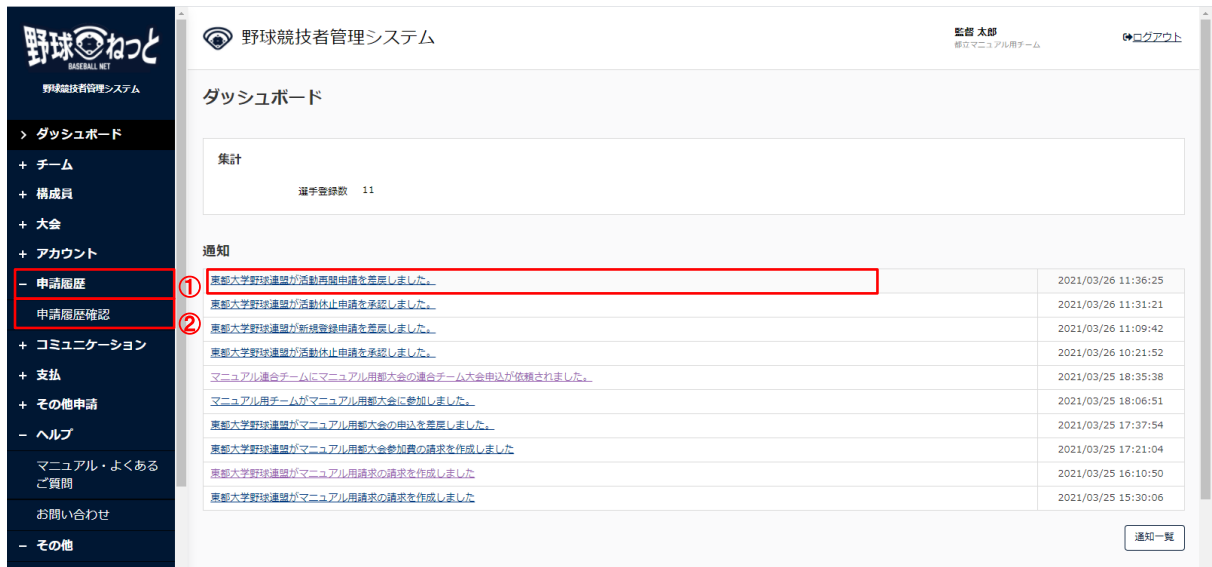 野球ねっと
BASEBALL NET
野球競技者管理システム
> ダッシュボード
+ チーム
+ 構成員
+ 大会
+ アカウント
− 申請履歴
①
申請履歴確認
②
+ コミュニケーション
+ 支払
+ その他申請
− ヘルプ
マニュアル・よくある
ご質問
お問い合わせ
− その他
野球競技者管理システム
監督 太郎
都立マニュアル用チーム
ログアウト
ダッシュボード
集計
選手登録数 11
通知
東都大学野球連盟が活動再開申請を差戻しました。 2021/03/26 11:36:25
東都大学野球連盟が活動休止申請を承認しました。 2021/03/26 11:31:21
東都大学野球連盟が新規登録申請を差戻しました。 2021/03/26 11:09:42
東都大学野球連盟が活動休止申請を承認しました。 2021/03/26 10:21:52
マニュアル連合チームにマニュアル用都大会の連合チーム大会申込が依頼されました。 2021/03/25 18:35:38
マニュアル用チームがマニュアル用都大会に参加しました。 2021/03/25 18:06:51
東都大学野球連盟がマニュアル用都大会の申込を差戻しました。 2021/03/25 17:37:54
東都大学野球連盟がマニュアル用都大会参加費の請求を作成しました 2021/03/25 17:21:04
東都大学野球連盟がマニュアル用請求の請求を作成しました 2021/03/25 16:10:50
東都大学野球連盟がマニュアル用請求の請求を作成しました 2021/03/25 15:30:06
通知一覧